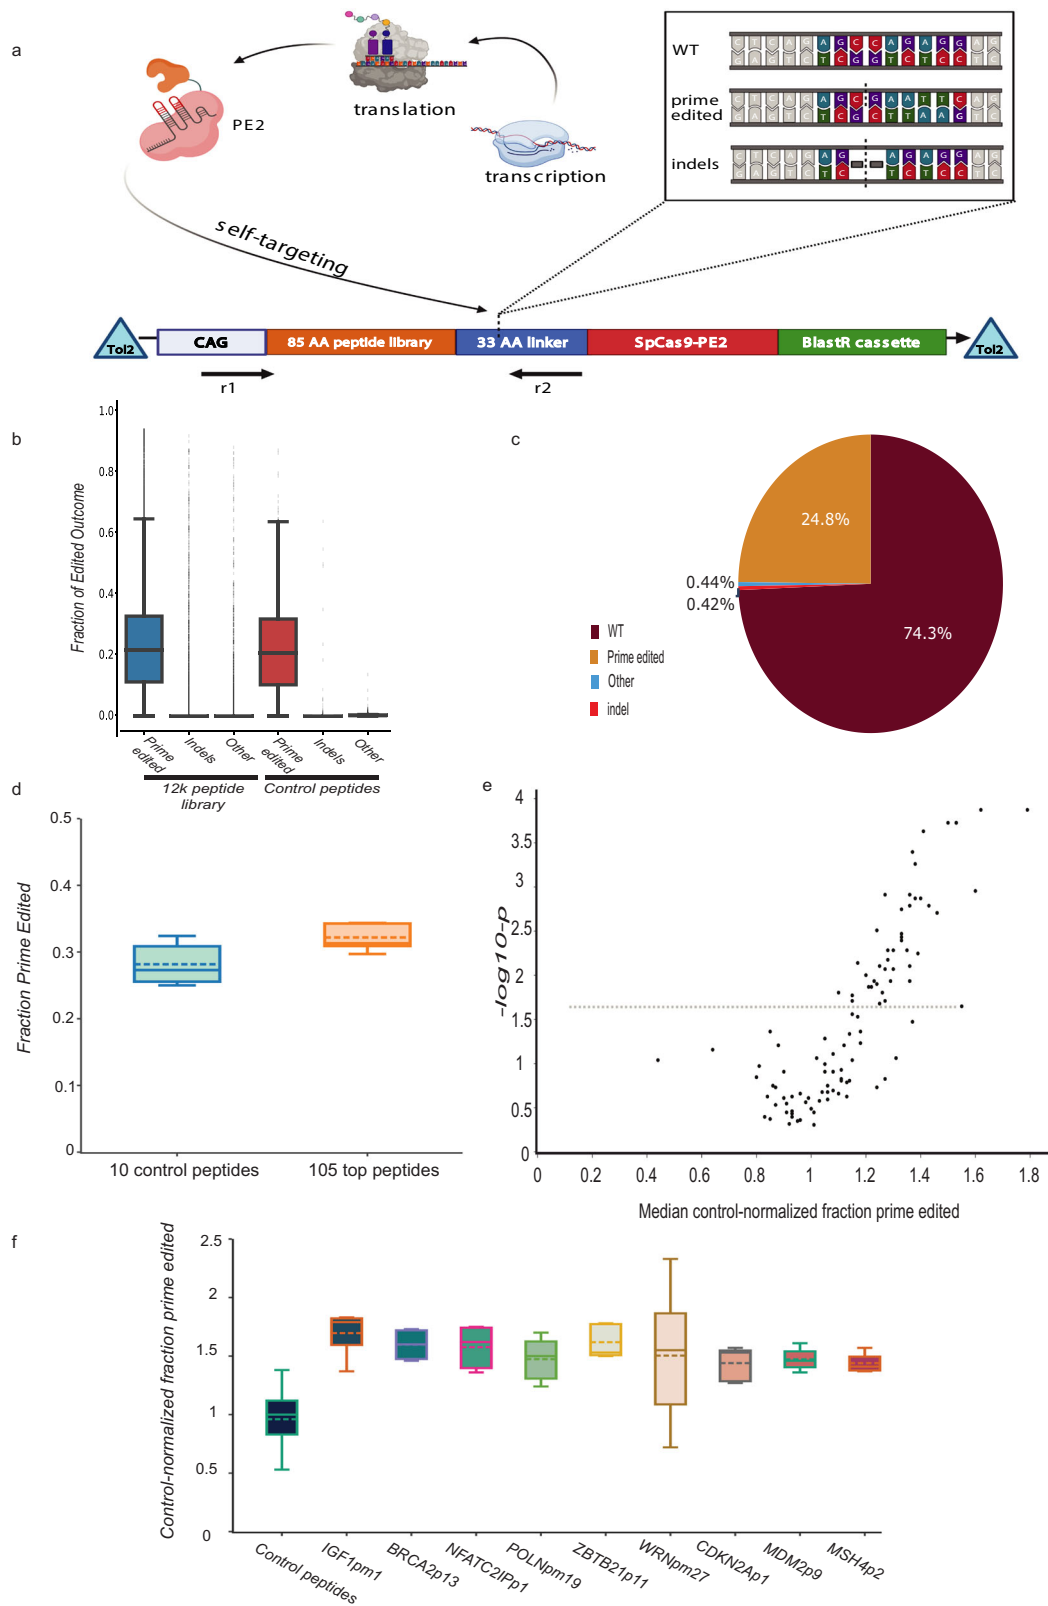 a
translation
PE2
transcription
self-targeting
WT
C T C A G A G C C A G A G G A G
G A G T C T C G G T C T C C T C
prime
edited
C T C A G A G C G A A T T C A G
G A G T C T C G C T T A A G T C
indels
C T C A G A G A G A G G A G
G A G T C T C T C T C C T C
Tol2
CAG
85 AA peptide library
33 AA linker
SpCas9-PE2
BlastR cassette
Tol2
r1
r2
b
Fraction of Edited Outcome
1.0
0.8
0.6
0.4
0.2
0.0
Prime
edited
Indels
Other
Prime
edited
Indels
Other
12k peptide
library
Control peptides
c
24.8%
0.44%
0.42%
74.3%
WT
Prime edited
Other
indel
d
Fraction Prime Edited
0.5
0.4
0.3
0.2
0.1
0
10 control peptides
105 top peptides
e
-log10-p
4
3.5
3
2.5
2
1.5
1
0.5
0
0
0.2
0.4
0.6
0.8
1.0
1.2
1.4
1.6
1.8
Median control-normalized fraction prime edited
f
Control-normalized fraction prime edited
2.5
2
1.5
1
0.5
0
Control peptides
IGF1pm1
BRCA2p13
NFATC2IPp1
POLNpm19
ZBTB21p11
WRNpm27
CDKN2Ap1
MDM2p9
MSH4p2